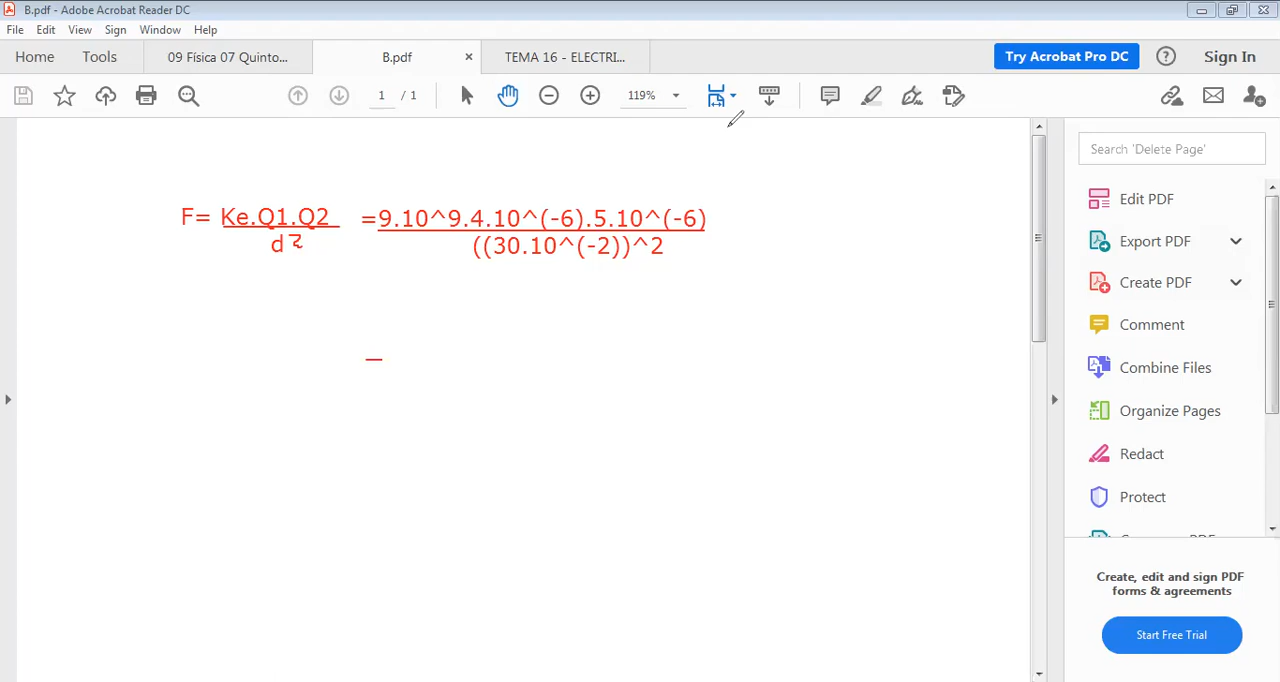 B.pdf - Adobe Acrobat Reader DC
File Edit View Sign Window Help
Home Tools 09 Física 07 Quinto... B.pdf × TEMA 16 - ELECTRI... Try Acrobat Pro DC ? Sign In
1 / 1 119%
Search 'Delete Page'
Edit PDF
Export PDF
Create PDF
Comment
Combine Files
Organize Pages
Redact
Protect
Create, edit and sign PDF
forms & agreements
Start Free Trial
F= Ke.Q1.Q2 =9.10^9.4.10^(-6).5.10^(-6)
d2 ((30.10^(-2))^2